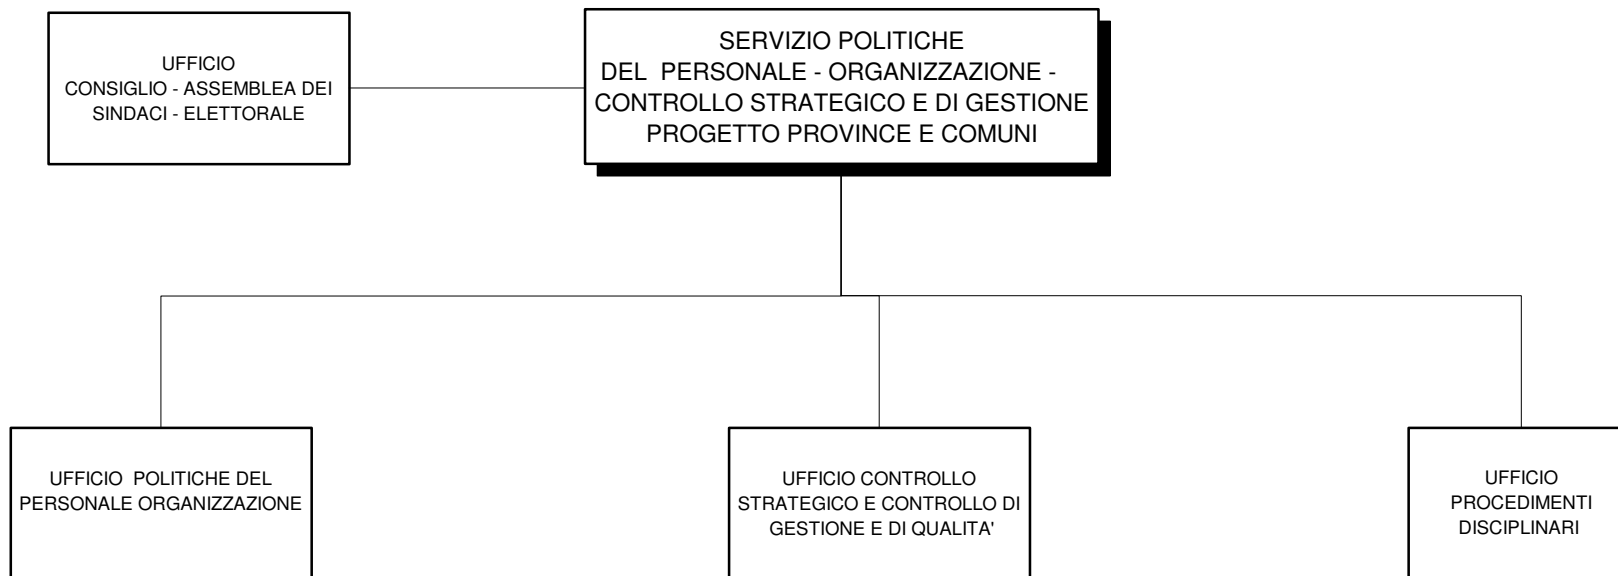 UFFICIO
CONSIGLIO - ASSEMBLEA DEI
SINDACI - ELETTORALE
SERVIZIO POLITICHE
DEL PERSONALE - ORGANIZZAZIONE -
CONTROLLO STRATEGICO E DI GESTIONE
PROGETTO PROVINCE E COMUNI
UFFICIO POLITICHE DEL
PERSONALE ORGANIZZAZIONE
UFFICIO CONTROLLO
STRATEGICO E CONTROLLO DI
GESTIONE E DI QUALITA'
UFFICIO
PROCEDIMENTI
DISCIPLINARI